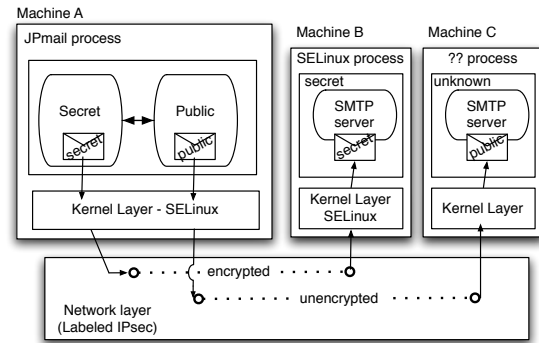 Machine A
JPmail process
Secret
Public
secret
public
Kernel Layer - SELinux
Machine B
SELinux process
secret
SMTP
server
secret
Kernel Layer
SELinux
Machine C
?? process
unknown
SMTP
server
public
Kernel Layer
encrypted
unencrypted
Network layer
(Labeled IPsec)